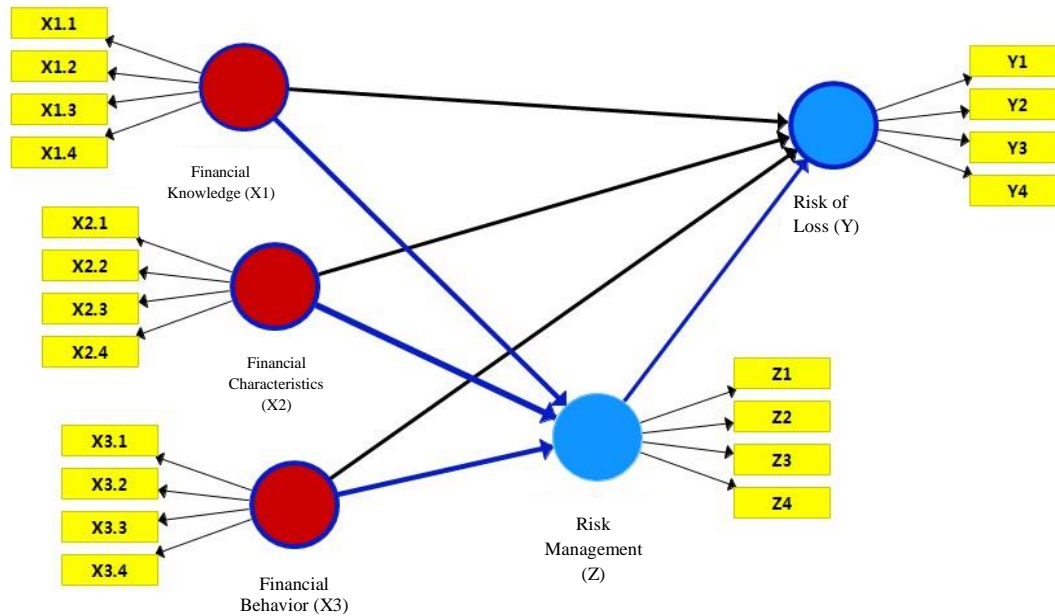 X1.1
X1.2
X1.3
X1.4
Financial
Knowledge (X1)
X2.1
X2.2
X2.3
X2.4
Financial
Characteristics
(X2)
X3.1
X3.2
X3.3
X3.4
Financial
Behavior (X3)
Y1
Y2
Y3
Y4
Risk of
Loss (Y)
Z1
Z2
Z3
Z4
Risk
Management
(Z)